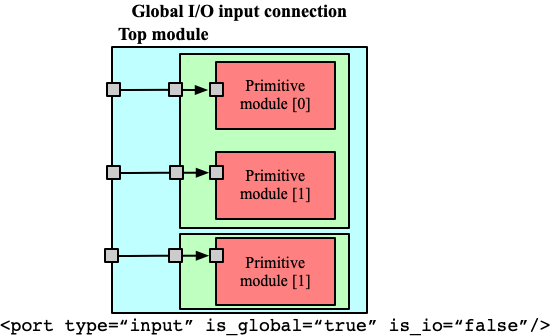 Global I/O input connection
Top module
Primitive
module [0]
Primitive
module [1]
Primitive
module [1]
<port type=“input” is_global=“true” is_io=“false”/>